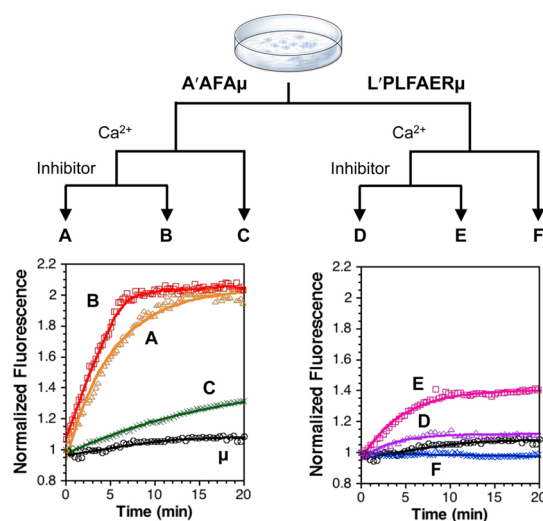 A′AFAµ L′PLFAERµ
Ca²⁺ Ca²⁺
Inhibitor Inhibitor
A B C D E F
Normalized Fluorescence
2.2
2
1.8
1.6
1.4
1.2
1
0.8
B
A
C
µ
0 5 10 15 20
Time (min)
Normalized Fluorescence
2.2
2
1.8
1.6
1.4
1.2
1
0.8
E
D
F
0 5 10 15 20
Time (min)